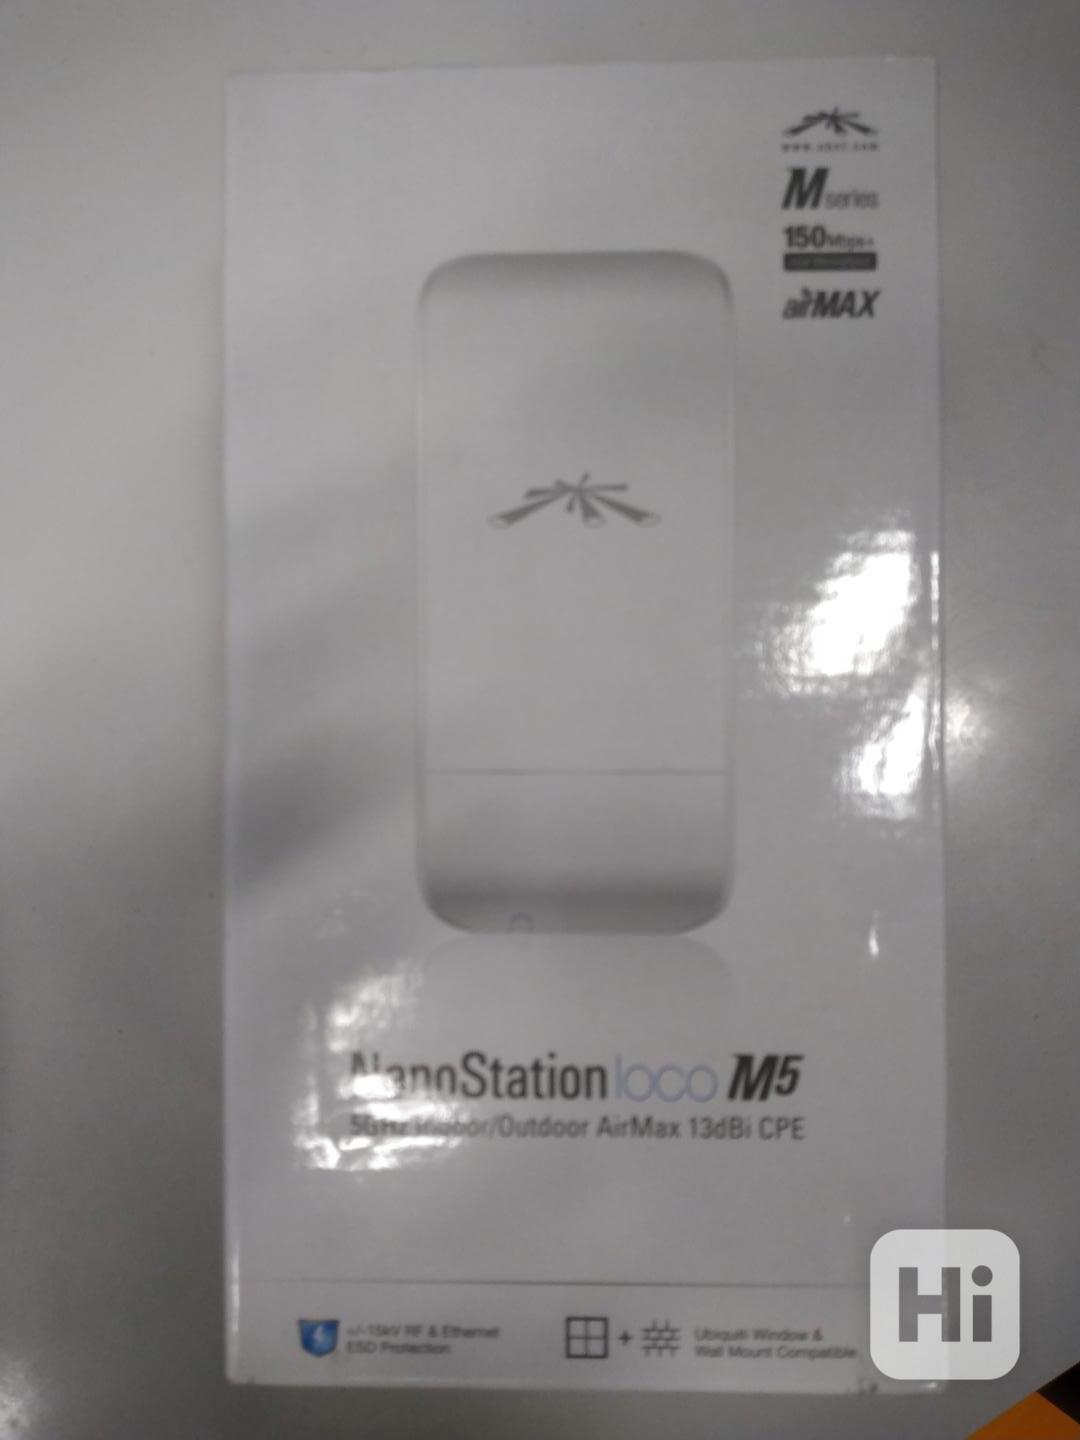 www.ubnt.com
M series
150Mbps+
airMAX
NanoStation loco M5
5GHz Indoor/Outdoor AirMax 13dBi CPE
+/-15kV RF & Ethernet
ESD Protection
+
Ubiquiti Window &
Wall Mount Compatible
Hi